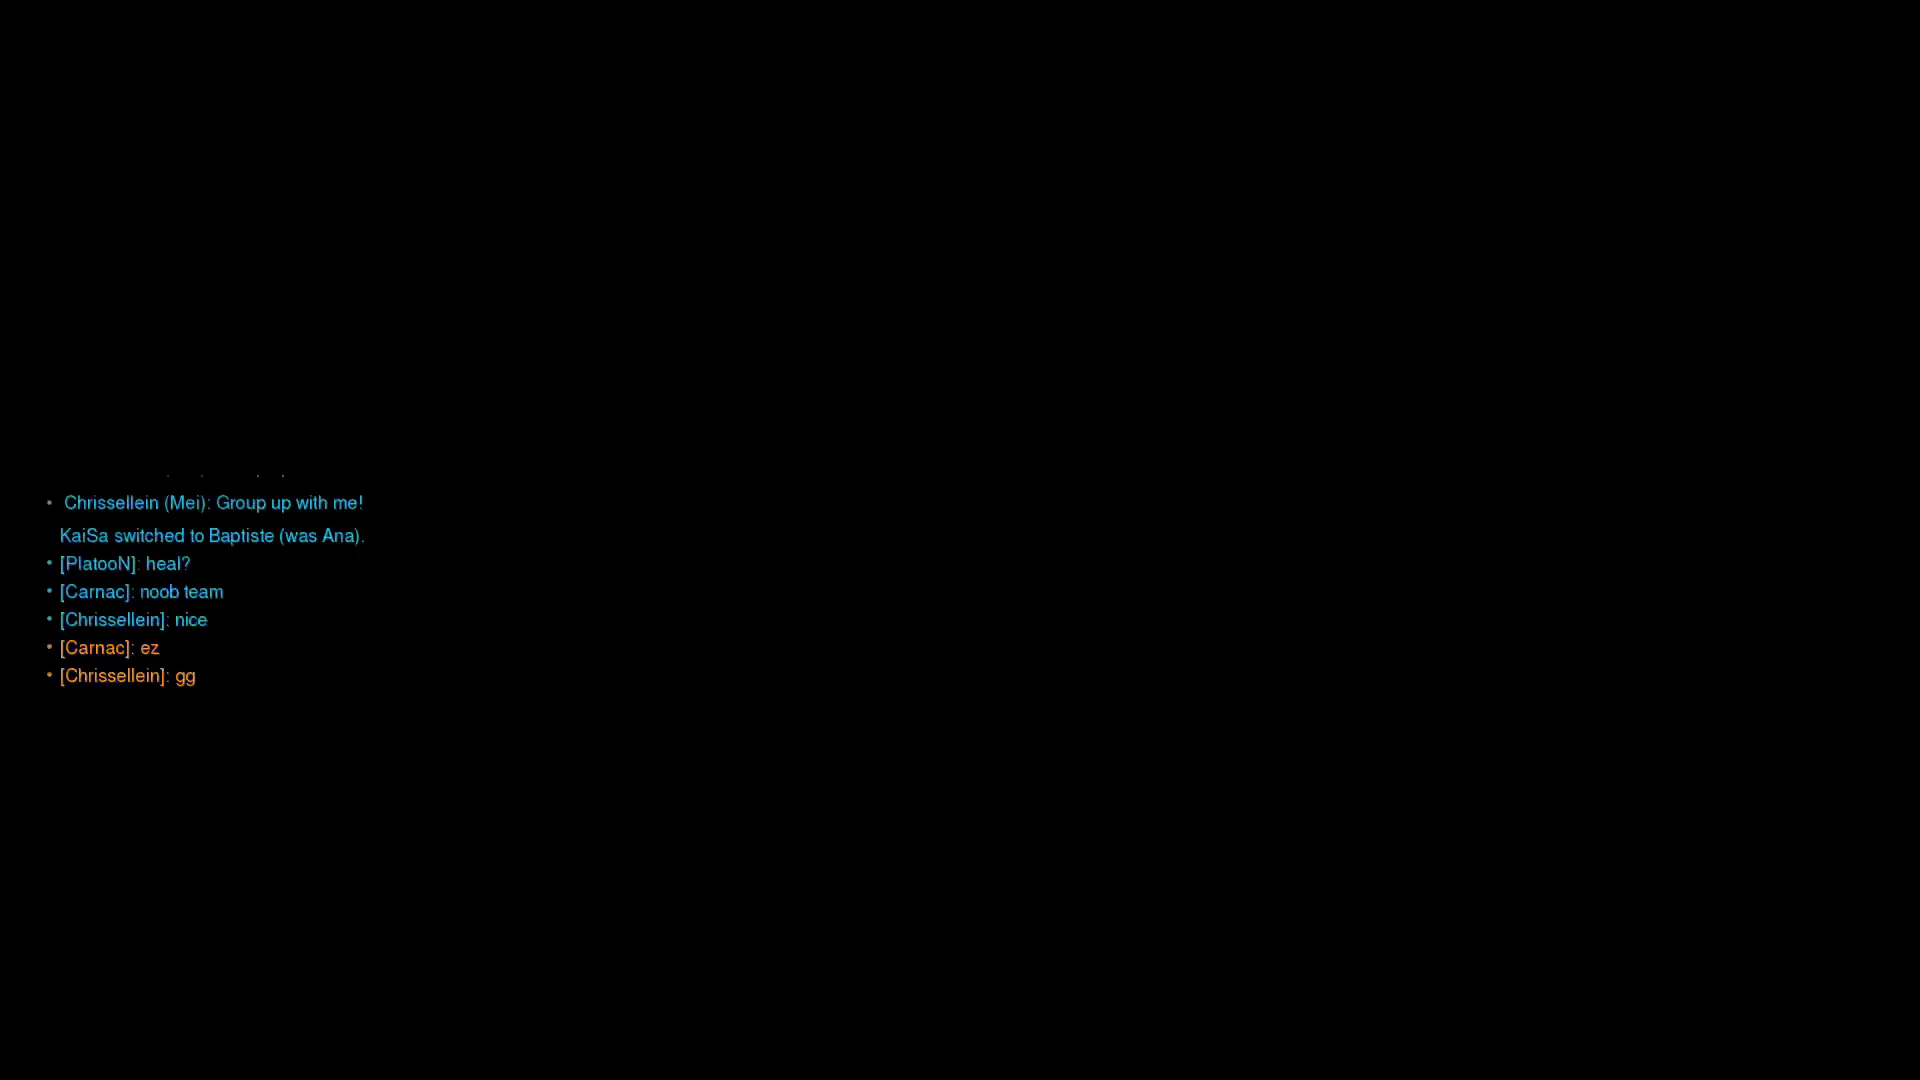 Chrissellein (Mei): Group up with me!
KaiSa switched to Baptiste (was Ana).
[PlatooN]: heal?
[Carnac]: noob team
[Chrissellein]: nice
[Carnac]: ez
[Chrissellein]: gg